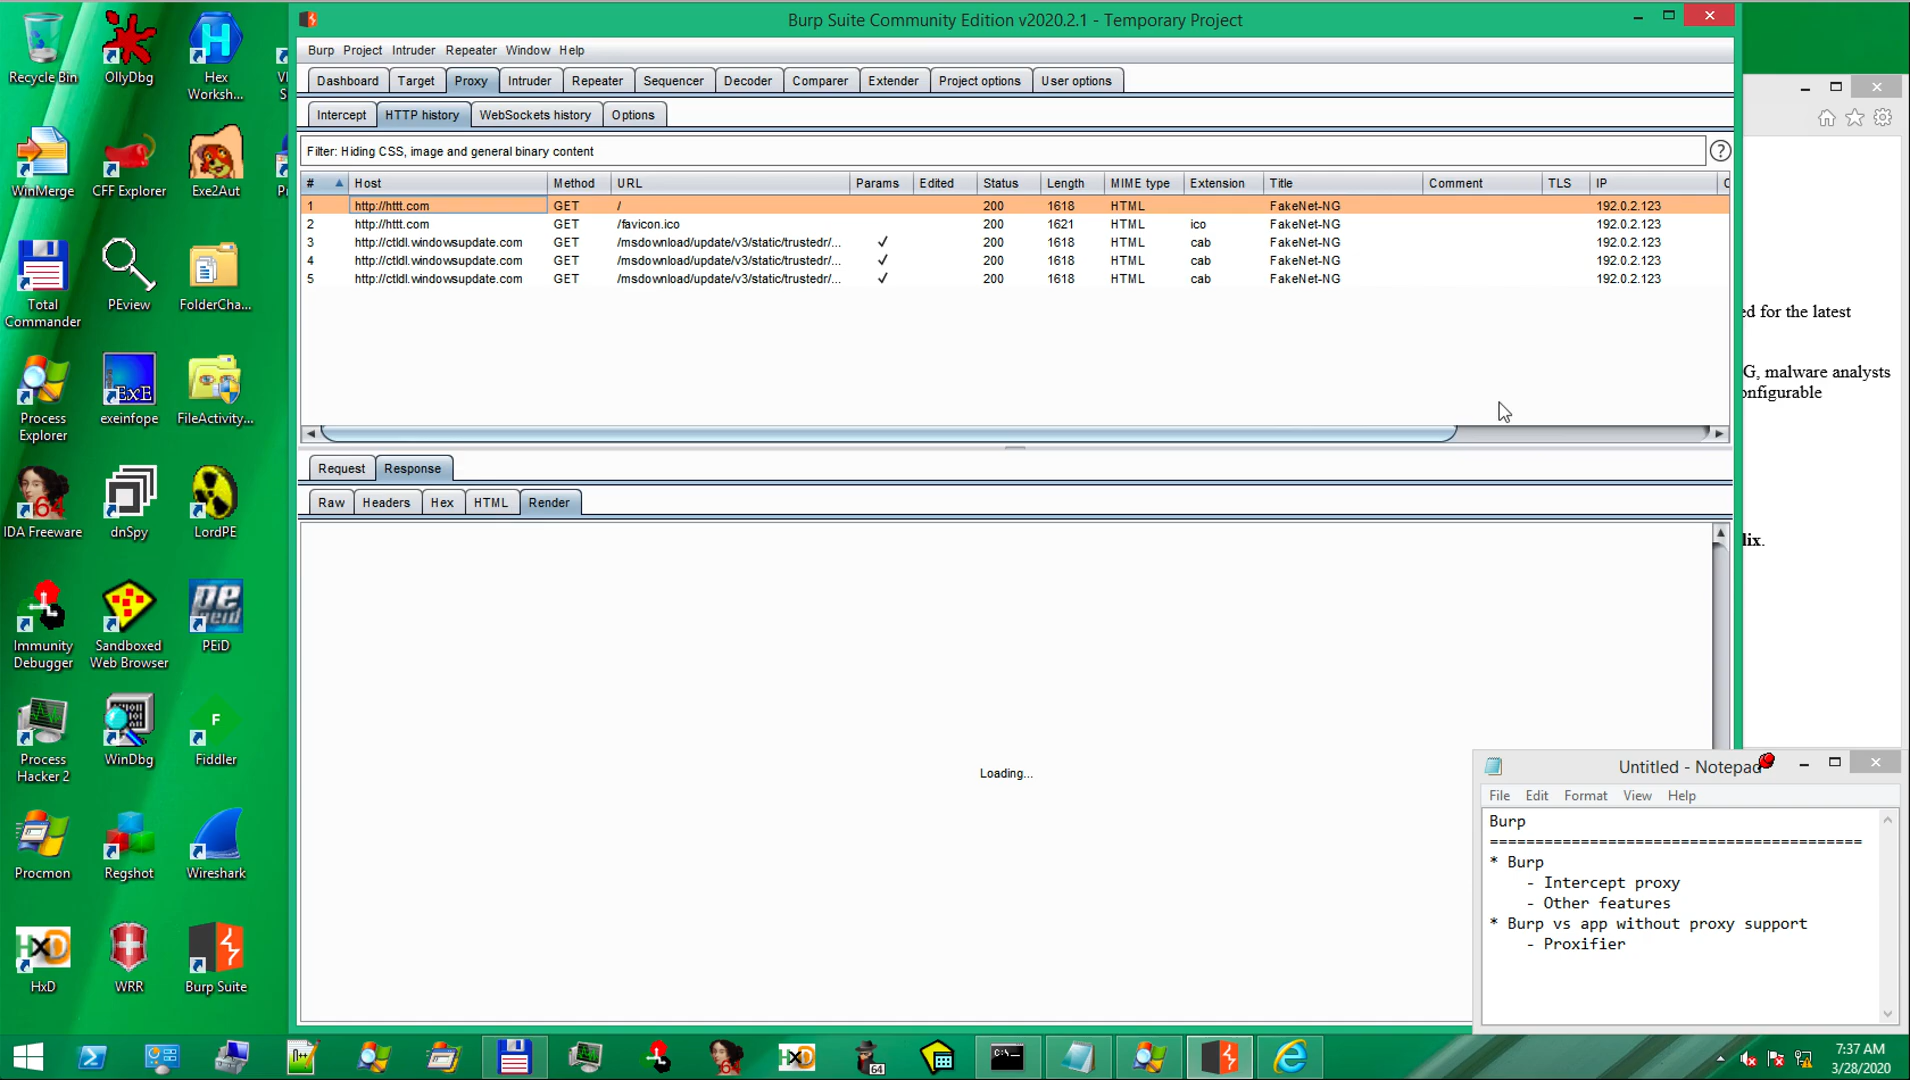 Burp Suite Community Edition v2020.2.1 - Temporary Project
Burp Project Intruder Repeater Window Help
Dashboard Target Proxy Intruder Repeater Sequencer Decoder Comparer Extender Project options User options
Intercept HTTP history WebSockets history Options
Filter: Hiding CSS, image and general binary content
?
# Host Method URL Params Edited Status Length MIME type Extension Title Comment TLS IP
1 http://httt.com GET / 200 1618 HTML FakeNet-NG 192.0.2.123
2 http://httt.com GET /favicon.ico 200 1621 HTML ico FakeNet-NG 192.0.2.123
3 http://ctldl.windowsupdate.com GET /msdownload/update/v3/static/trustedr/... ✓ 200 1618 HTML cab FakeNet-NG 192.0.2.123
4 http://ctldl.windowsupdate.com GET /msdownload/update/v3/static/trustedr/... ✓ 200 1618 HTML cab FakeNet-NG 192.0.2.123
5 http://ctldl.windowsupdate.com GET /msdownload/update/v3/static/trustedr/... ✓ 200 1618 HTML cab FakeNet-NG 192.0.2.123
Request Response
Raw Headers Hex HTML Render
Loading...
ed for the latest
G, malware analysts
onfigurable
lix.
Untitled - Notepad
File Edit Format View Help
Burp
=========================================
* Burp
- Intercept proxy
- Other features
* Burp vs app without proxy support
- Proxifier
Recycle Bin
OllyDbg
Hex Worksh...
WinMerge
CFF Explorer
Exe2Aut
Total Commander
PEview
FolderCha...
Process Explorer
exeinfope
FileActivity...
IDA Freeware
dnSpy
LordPE
Immunity Debugger
Sandboxed Web Browser
PEiD
Process Hacker 2
WinDbg
Fiddler
Procmon
Regshot
Wireshark
HxD
WRR
Burp Suite
7:37 AM
3/28/2020